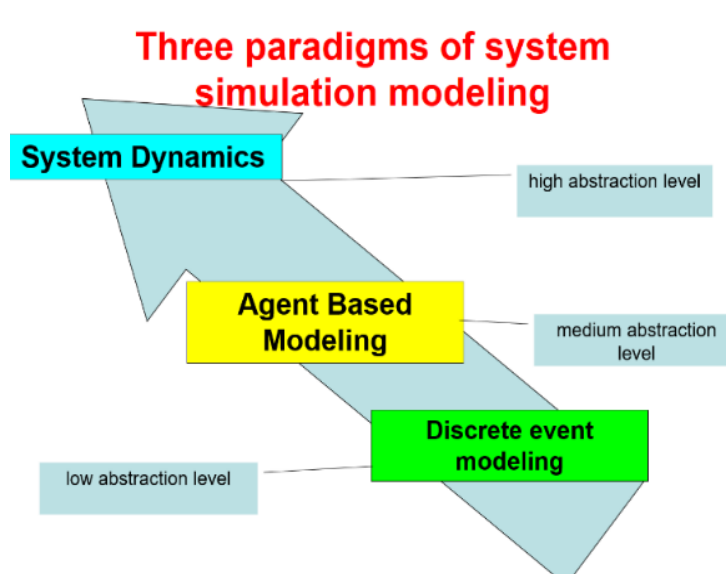 Three paradigms of system
simulation modeling
System Dynamics
high abstraction level
Agent Based
Modeling
medium abstraction
level
Discrete event
modeling
low abstraction level